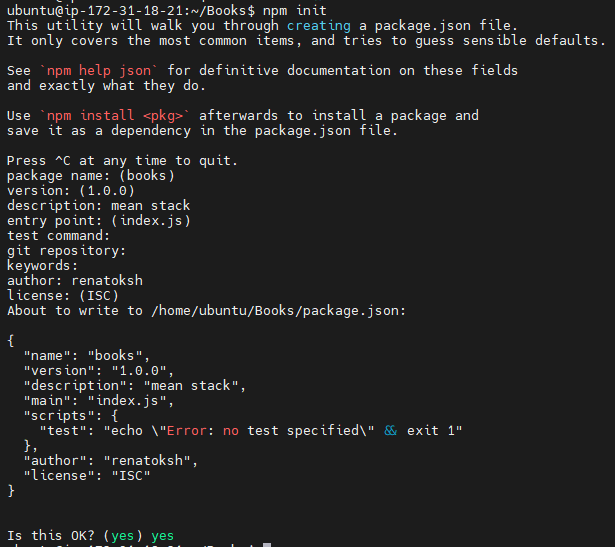 ubuntu@ip-172-31-18-21:~/Books$ npm init
This utility will walk you through creating a package.json file.
It only covers the most common items, and tries to guess sensible defaults.
See `npm help json` for definitive documentation on these fields
and exactly what they do.
Use `npm install <pkg>` afterwards to install a package and
save it as a dependency in the package.json file.
Press ^C at any time to quit.
package name: (books)
version: (1.0.0)
description: mean stack
entry point: (index.js)
test command:
git repository:
keywords:
author: renatoksh
license: (ISC)
About to write to /home/ubuntu/Books/package.json:
{
  "name": "books",
  "version": "1.0.0",
  "description": "mean stack",
  "main": "index.js",
  "scripts": {
    "test": "echo \"Error: no test specified\" && exit 1"
  },
  "author": "renatoksh",
  "license": "ISC"
}
Is this OK? (yes) yes